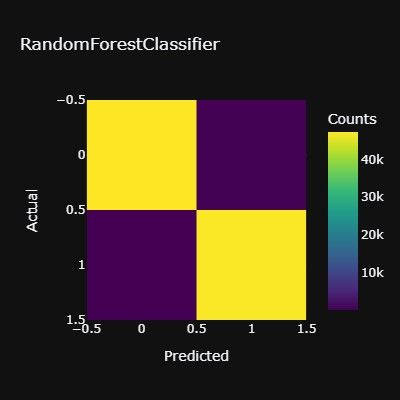 RandomForestClassifier
Counts
−0.5
0
0.5
1
1.5
Actual
40k
30k
20k
10k
−0.5
0
0.5
1
1.5
Predicted